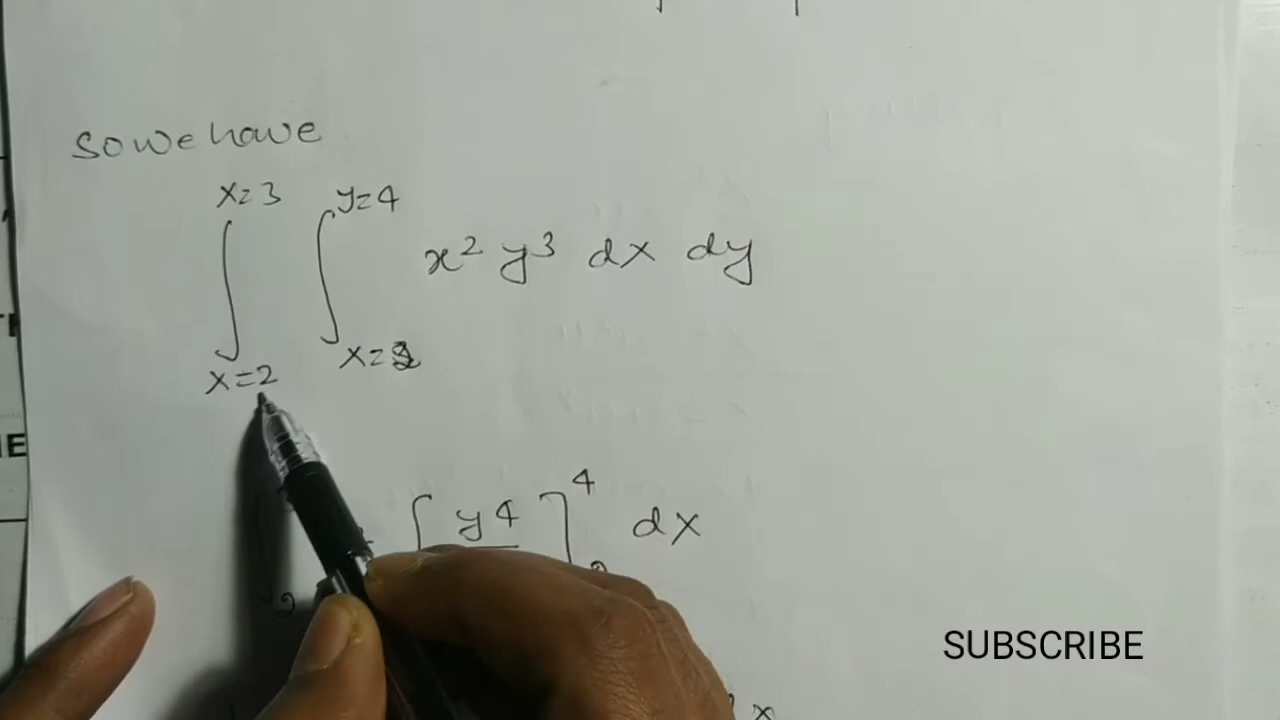 so we have
x=3 y=4
∫ ∫ x² y³ dx dy
x=2 x=
[ y4 ]4 dx
2
x
SUBSCRIBE